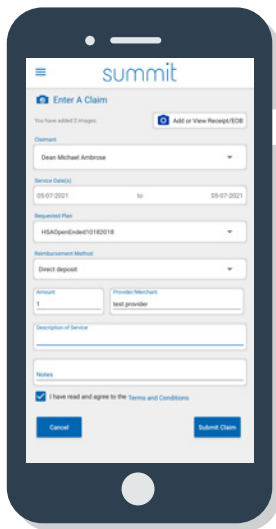 summit
Enter A Claim
You have added 2 images
Add or View Receipt/EOB
Claimant
Dean Michael Ambrose
Service Date(s)
05-07-2021 to 05-07-2021
Requested Plan
HSAOpenEnded10182018
Reimbursement Method
Direct deposit
Amount Provider/Merchant
1 test provider
Description of Service
Notes
I have read and agree to the Terms and Conditions
Cancel Submit Claim